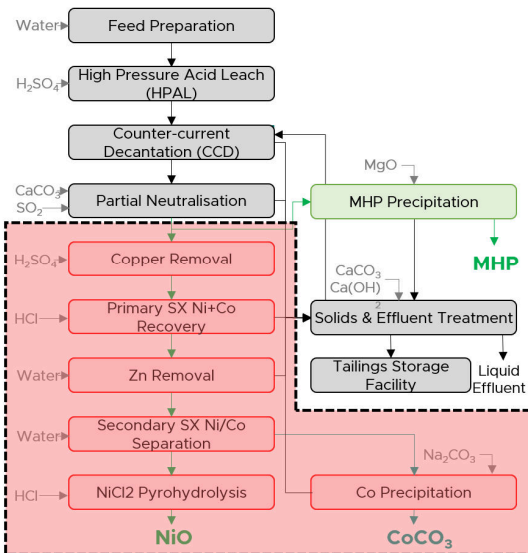 Water
Feed Preparation
H₂SO₄
High Pressure Acid Leach
(HPAL)
Counter-current
Decantation (CCD)
CaCO₃
SO₂
Partial Neutralisation
MgO
MHP Precipitation
MHP
H₂SO₄
Copper Removal
CaCO₃
Ca(OH)
2
HCl
Primary SX Ni+Co
Recovery
Solids & Effluent Treatment
Water
Zn Removal
Tailings Storage
Facility
Liquid
Effluent
Water
Secondary SX Ni/Co
Separation
Na₂CO₃
HCl
NiCl2 Pyrohydrolysis
Co Precipitation
NiO
CoCO₃